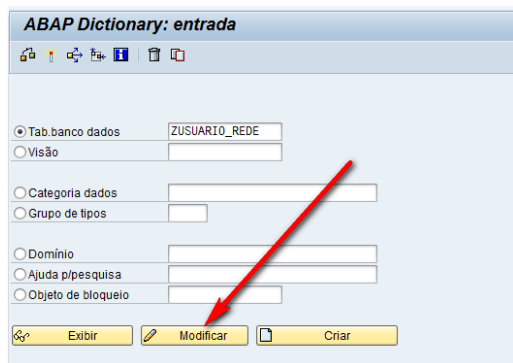 ABAP Dictionary: entrada
Tab.banco dados ZUSUARIO_REDE
Visão
Categoria dados
Grupo de tipos
Domínio
Ajuda p/pesquisa
Objeto de bloqueio
Exibir Modificar Criar